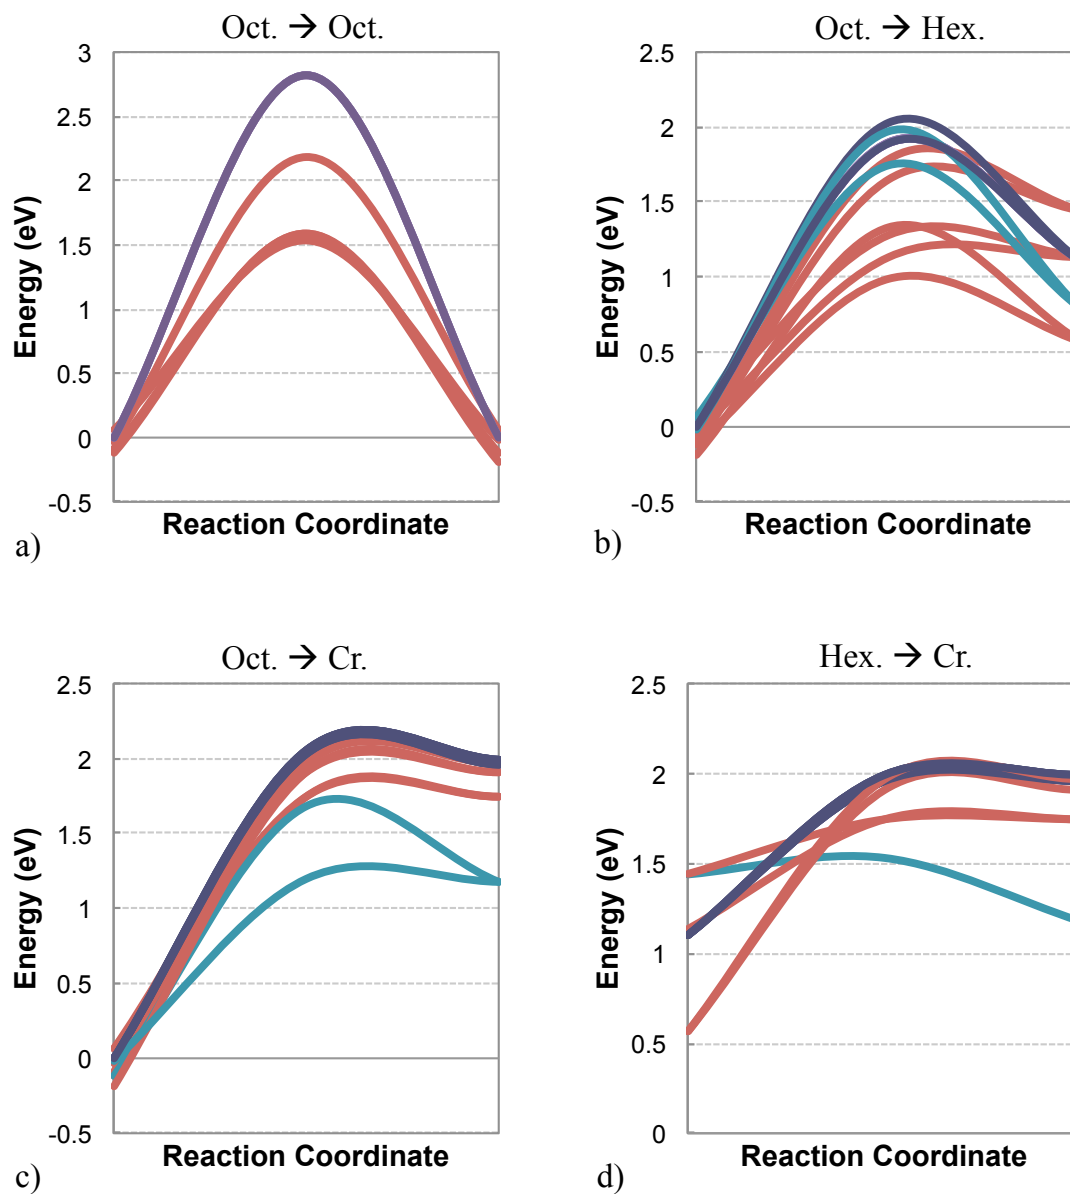 Oct. → Oct.
3
2.5
2
1.5
1
0.5
0
-0.5
Energy (eV)
Reaction Coordinate
a)
Oct. → Hex.
2.5
2
1.5
1
0.5
0
-0.5
Energy (eV)
Reaction Coordinate
b)
Oct. → Cr.
2.5
2
1.5
1
0.5
0
-0.5
Energy (eV)
Reaction Coordinate
c)
Hex. → Cr.
2.5
2
1.5
1
0.5
0
Energy (eV)
Reaction Coordinate
d)